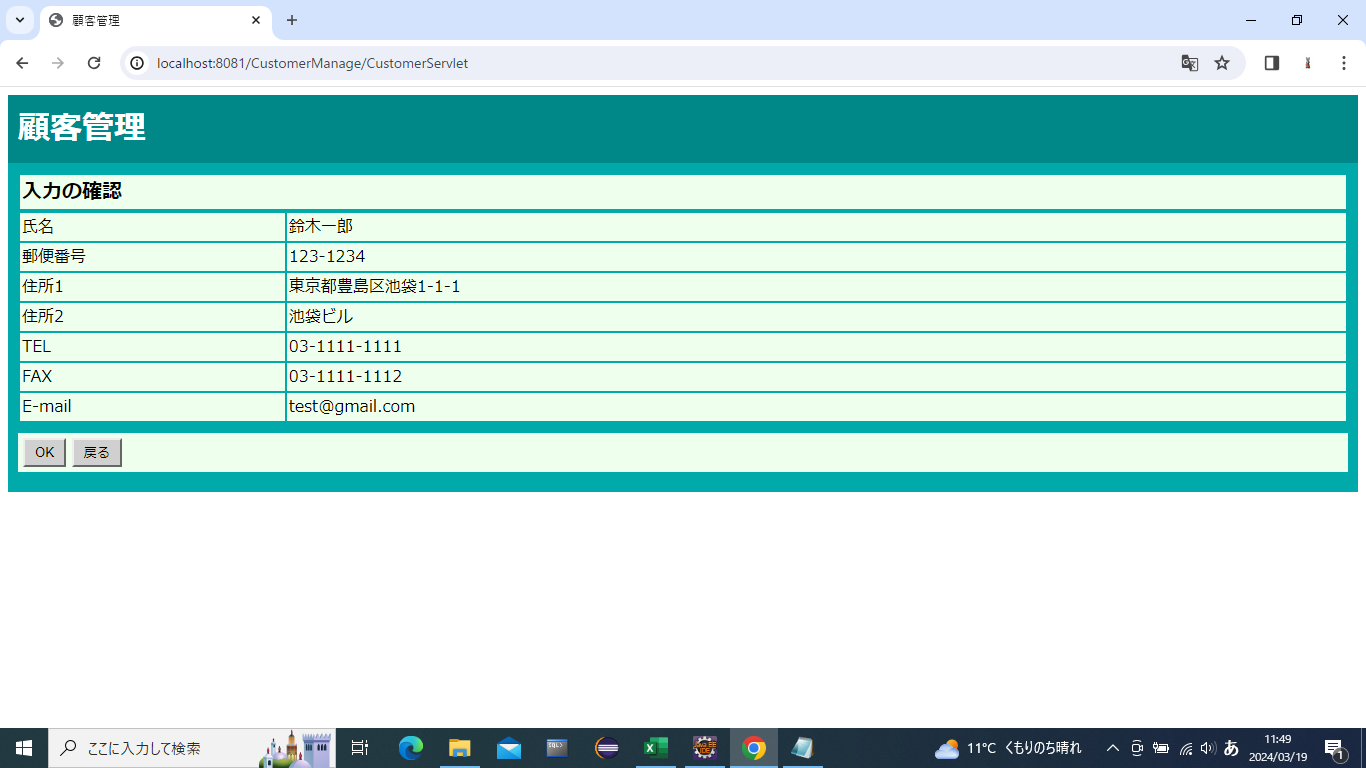 顧客管理
localhost:8081/CustomerManage/CustomerServlet
顧客管理
入力の確認
氏名 鈴木一郎
郵便番号 123-1234
住所1 東京都豊島区池袋1-1-1
住所2 池袋ビル
TEL 03-1111-1111
FAX 03-1111-1112
E-mail test@gmail.com
OK 戻る
ここに入力して検索
11°C くもりのち晴れ
あ
11:49
2024/03/19
1